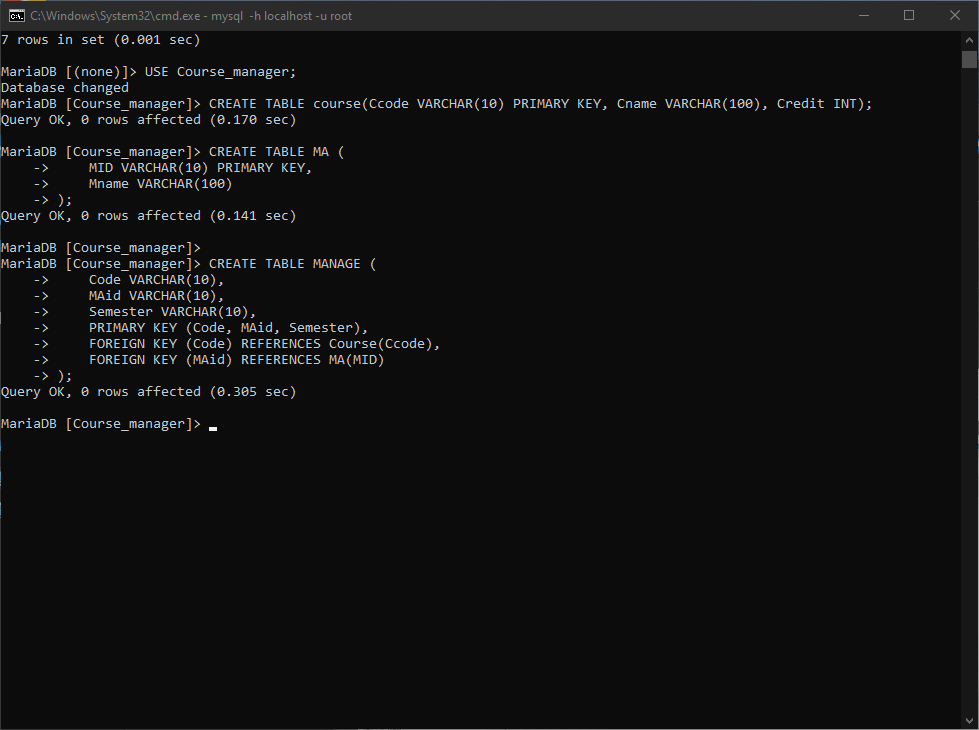 C:\Windows\System32\cmd.exe - mysql  -h localhost -u root
7 rows in set (0.001 sec)
MariaDB [(none)]> USE Course_manager;
Database changed
MariaDB [Course_manager]> CREATE TABLE course(Ccode VARCHAR(10) PRIMARY KEY, Cname VARCHAR(100), Credit INT);
Query OK, 0 rows affected (0.170 sec)
MariaDB [Course_manager]> CREATE TABLE MA (
    ->     MID VARCHAR(10) PRIMARY KEY,
    ->     Mname VARCHAR(100)
    -> );
Query OK, 0 rows affected (0.141 sec)
MariaDB [Course_manager]>
MariaDB [Course_manager]> CREATE TABLE MANAGE (
    ->     Code VARCHAR(10),
    ->     MAid VARCHAR(10),
    ->     Semester VARCHAR(10),
    ->     PRIMARY KEY (Code, MAid, Semester),
    ->     FOREIGN KEY (Code) REFERENCES Course(Ccode),
    ->     FOREIGN KEY (MAid) REFERENCES MA(MID)
    -> );
Query OK, 0 rows affected (0.305 sec)
MariaDB [Course_manager]>